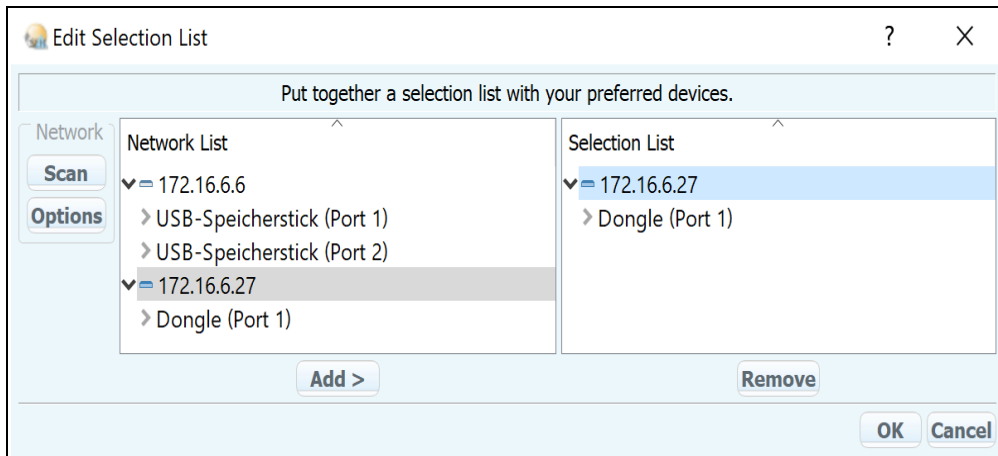 Edit Selection List
?
X
Put together a selection list with your preferred devices.
Network
Scan
Options
Network List
172.16.6.6
USB-Speicherstick (Port 1)
USB-Speicherstick (Port 2)
172.16.6.27
Dongle (Port 1)
Add >
Selection List
172.16.6.27
Dongle (Port 1)
Remove
OK
Cancel